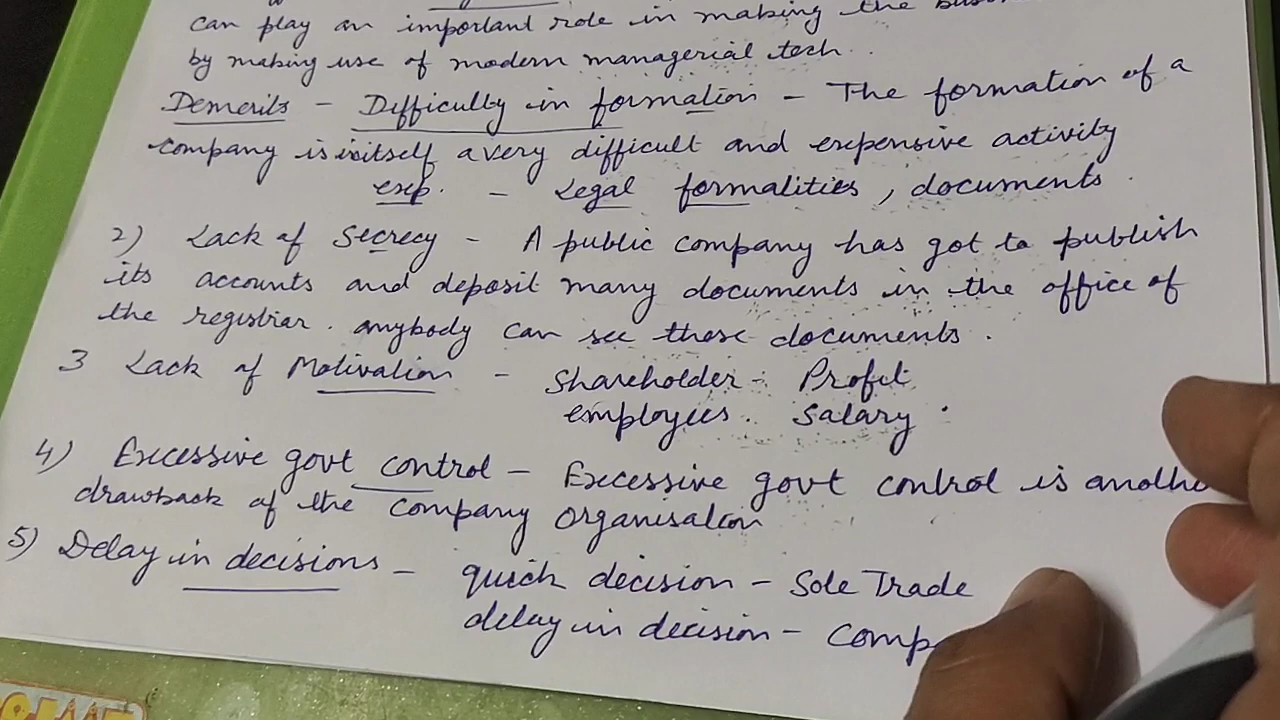 can play an important role in making the
by making use of modern managerial tech.
Demerits - Difficulty in formation - The formation of a
company is initself a very difficult and expensive activity
exp. - Legal formalities, documents.
2) Lack of Secrecy - A public company has got to publish
its accounts and deposit many documents in the office of
the registrar. anybody can see these documents.
3 Lack of Motivation - Shareholder - Profit
employees. Salary.
4) Excessive govt control - Excessive govt control is anoth
drawback of the company organisation
5) Delay in decisions - quick decision - Sole Trade
delay in decision - Comp